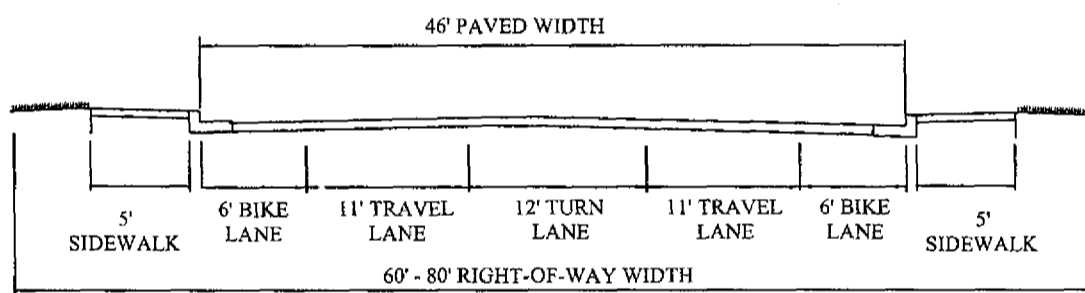 46' PAVED WIDTH
5'
SIDEWALK
6' BIKE
LANE
11' TRAVEL
LANE
12' TURN
LANE
11' TRAVEL
LANE
6' BIKE
LANE
5'
SIDEWALK
60' - 80' RIGHT-OF-WAY WIDTH